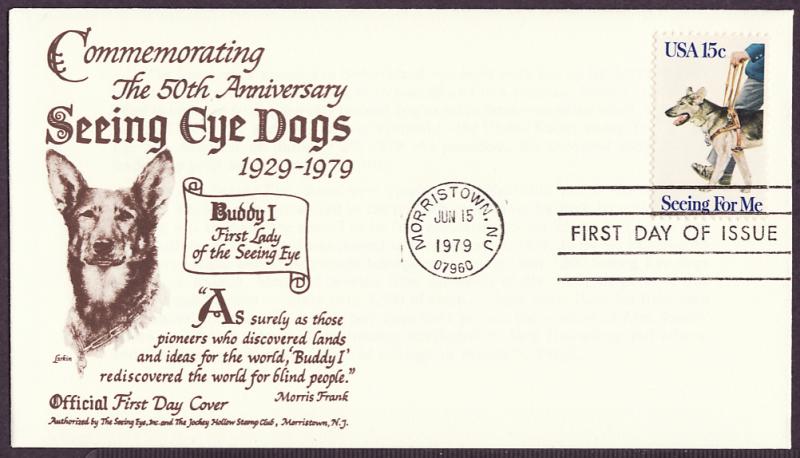 Commemorating
The 50th Anniversary
Seeing Eye Dogs
1929-1979
Buddy I
First Lady
of the Seeing Eye
"As surely as those
pioneers who discovered lands
and ideas for the world, 'Buddy I'
rediscovered the world for blind people."
Morris Frank
Larkin
Official First Day Cover
Authorized by The Seeing Eye, Inc. and The Jockey Hollow Stamp Club, Morristown, N.J.
MORRISTOWN, NJ
JUN 15
1979
07960
USA 15c
Seeing For Me
FIRST DAY OF ISSUE